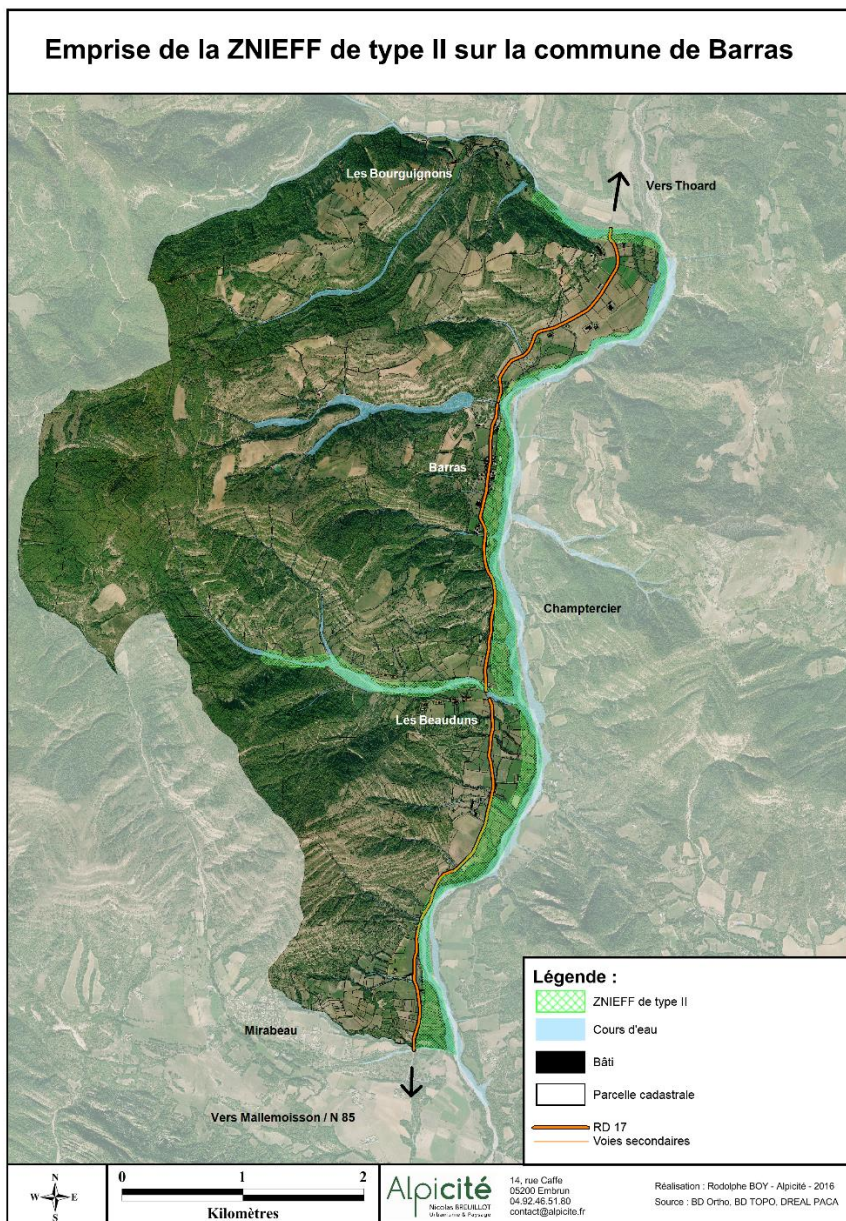 Emprise de la ZNIEFF de type II sur la commune de Barras
Les Bourguignons
Vers Thoard
Barras
Champtercier
Les Beauduns
Mirabeau
Vers Mallemoisson / N 85
Légende :
ZNIEFF de type II
Cours d'eau
Bâti
Parcelle cadastrale
RD 17
Voies secondaires
N
W E
S
0 1 2
Kilomètres
Alpicité
Nicolas BREUILLOT
Urbanisme & Paysage
14, rue Caffe
05200 Embrun
04.92.46.51.80
contact@alpicite.fr
Réalisation : Rodolphe BOY - Alpicité - 2016
Source : BD Ortho, BD TOPO, DREAL PACA